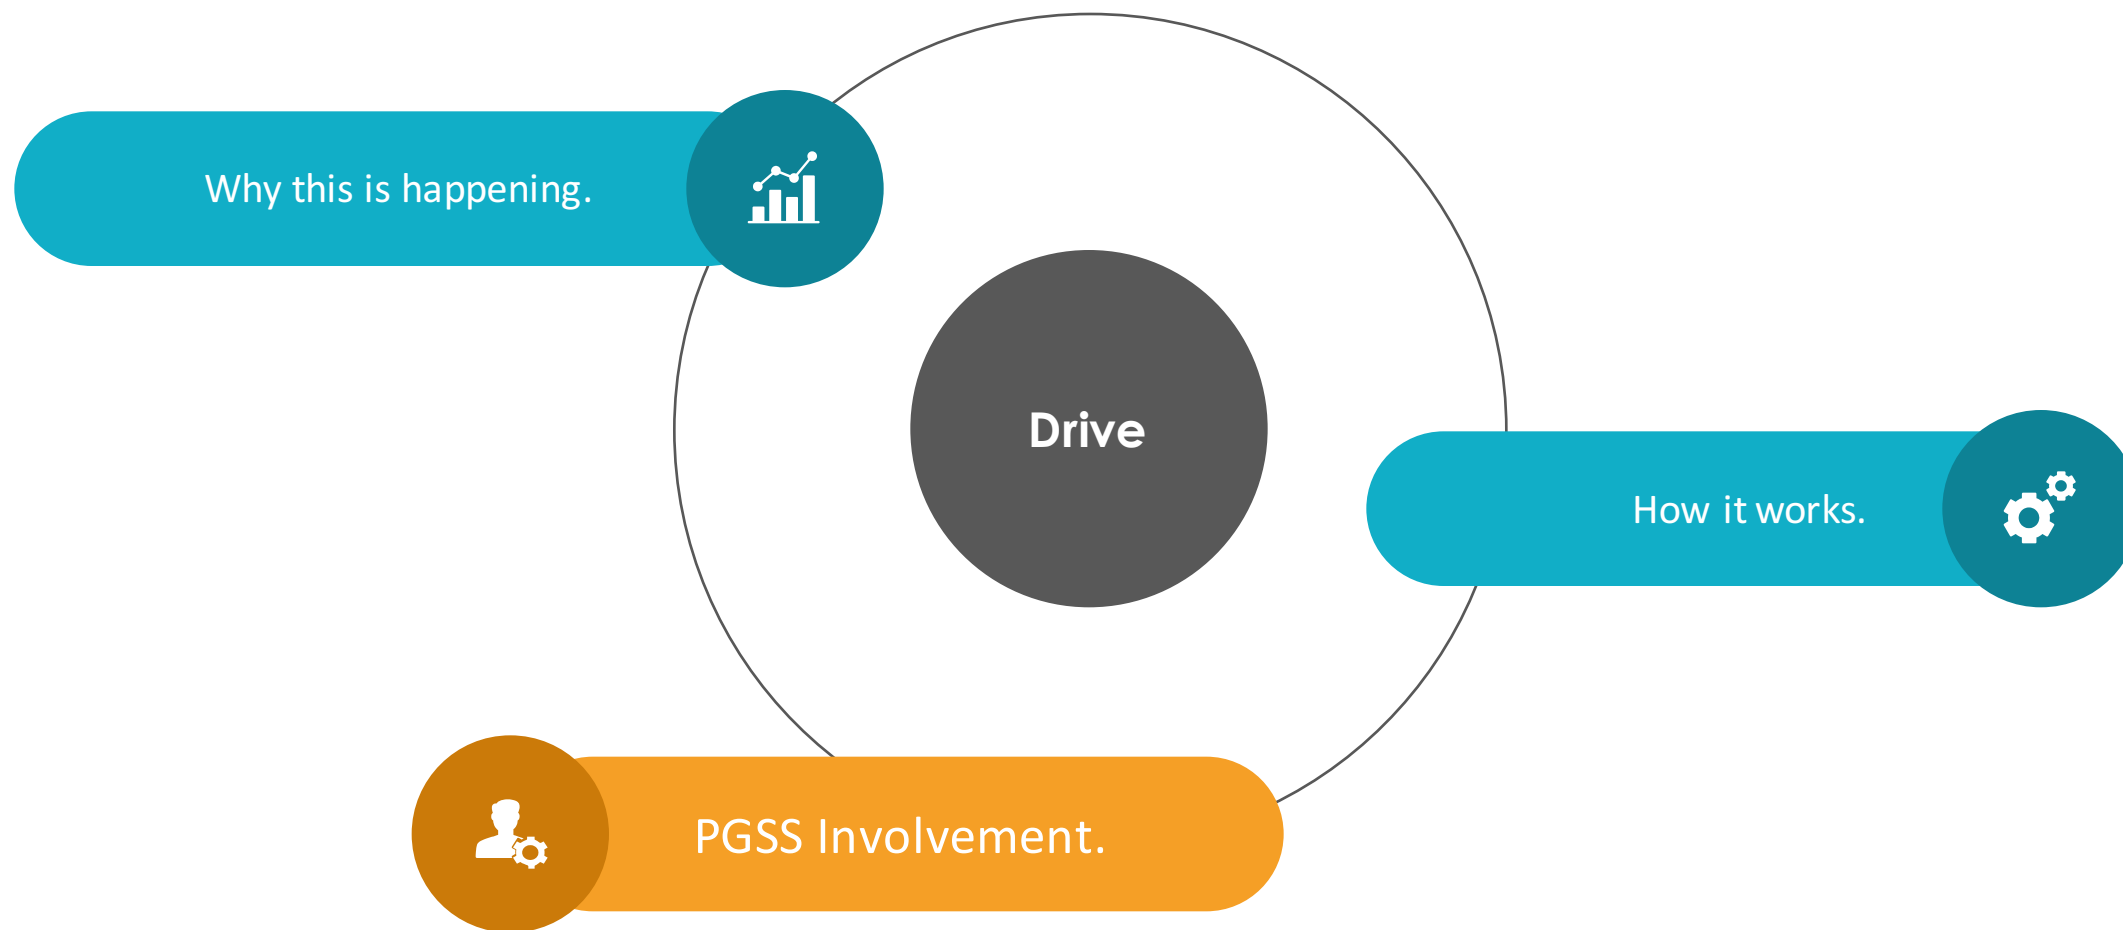 Why this is happening.
Drive
How it works.
PGSS Involvement.